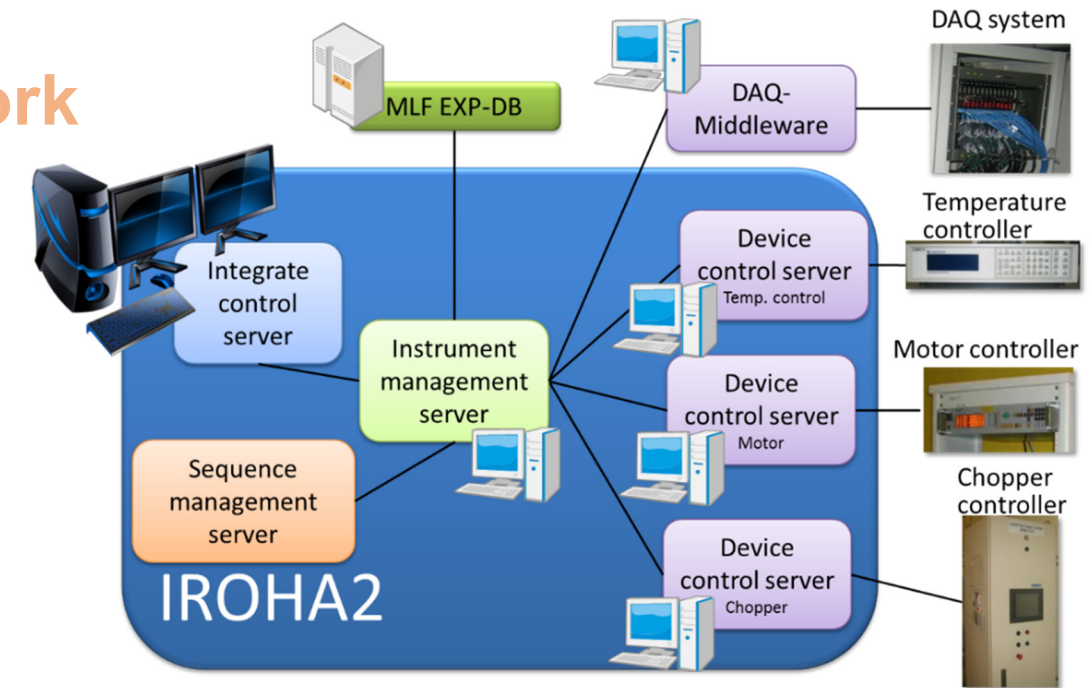 ork
DAQ system
MLF EXP-DB
DAQ-
Middleware
Temperature
controller
Integrate
control
server
Device
control server
Temp. control
Instrument
management
server
Motor controller
Device
control server
Motor
Sequence
management
server
Chopper
controller
Device
control server
Chopper
IROHA2